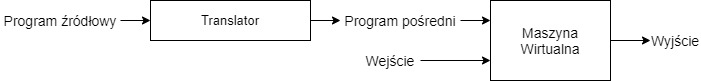 Program źródłowy
Translator
Program pośredni
Wejście
Maszyna
Wirtualna
Wyjście